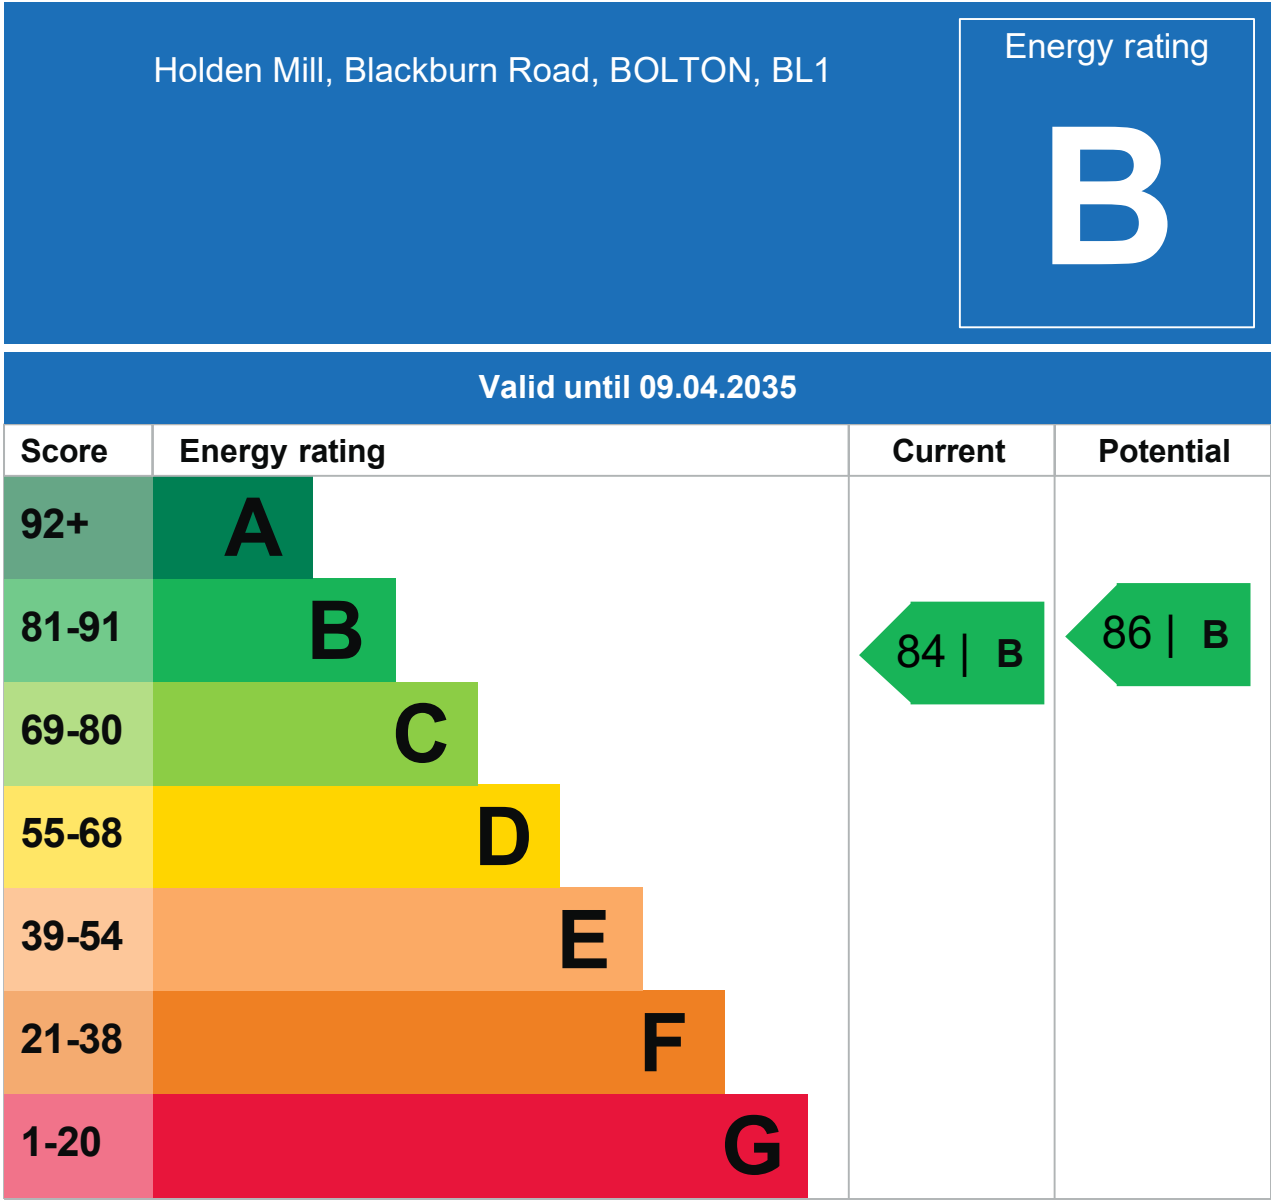 Holden Mill, Blackburn Road, BOLTON, BL1
Energy rating
B
Valid until 09.04.2035
Score Energy rating Current Potential
92+ A
81-91 B 84 | B 86 | B
69-80 C
55-68 D
39-54 E
21-38 F
1-20 G